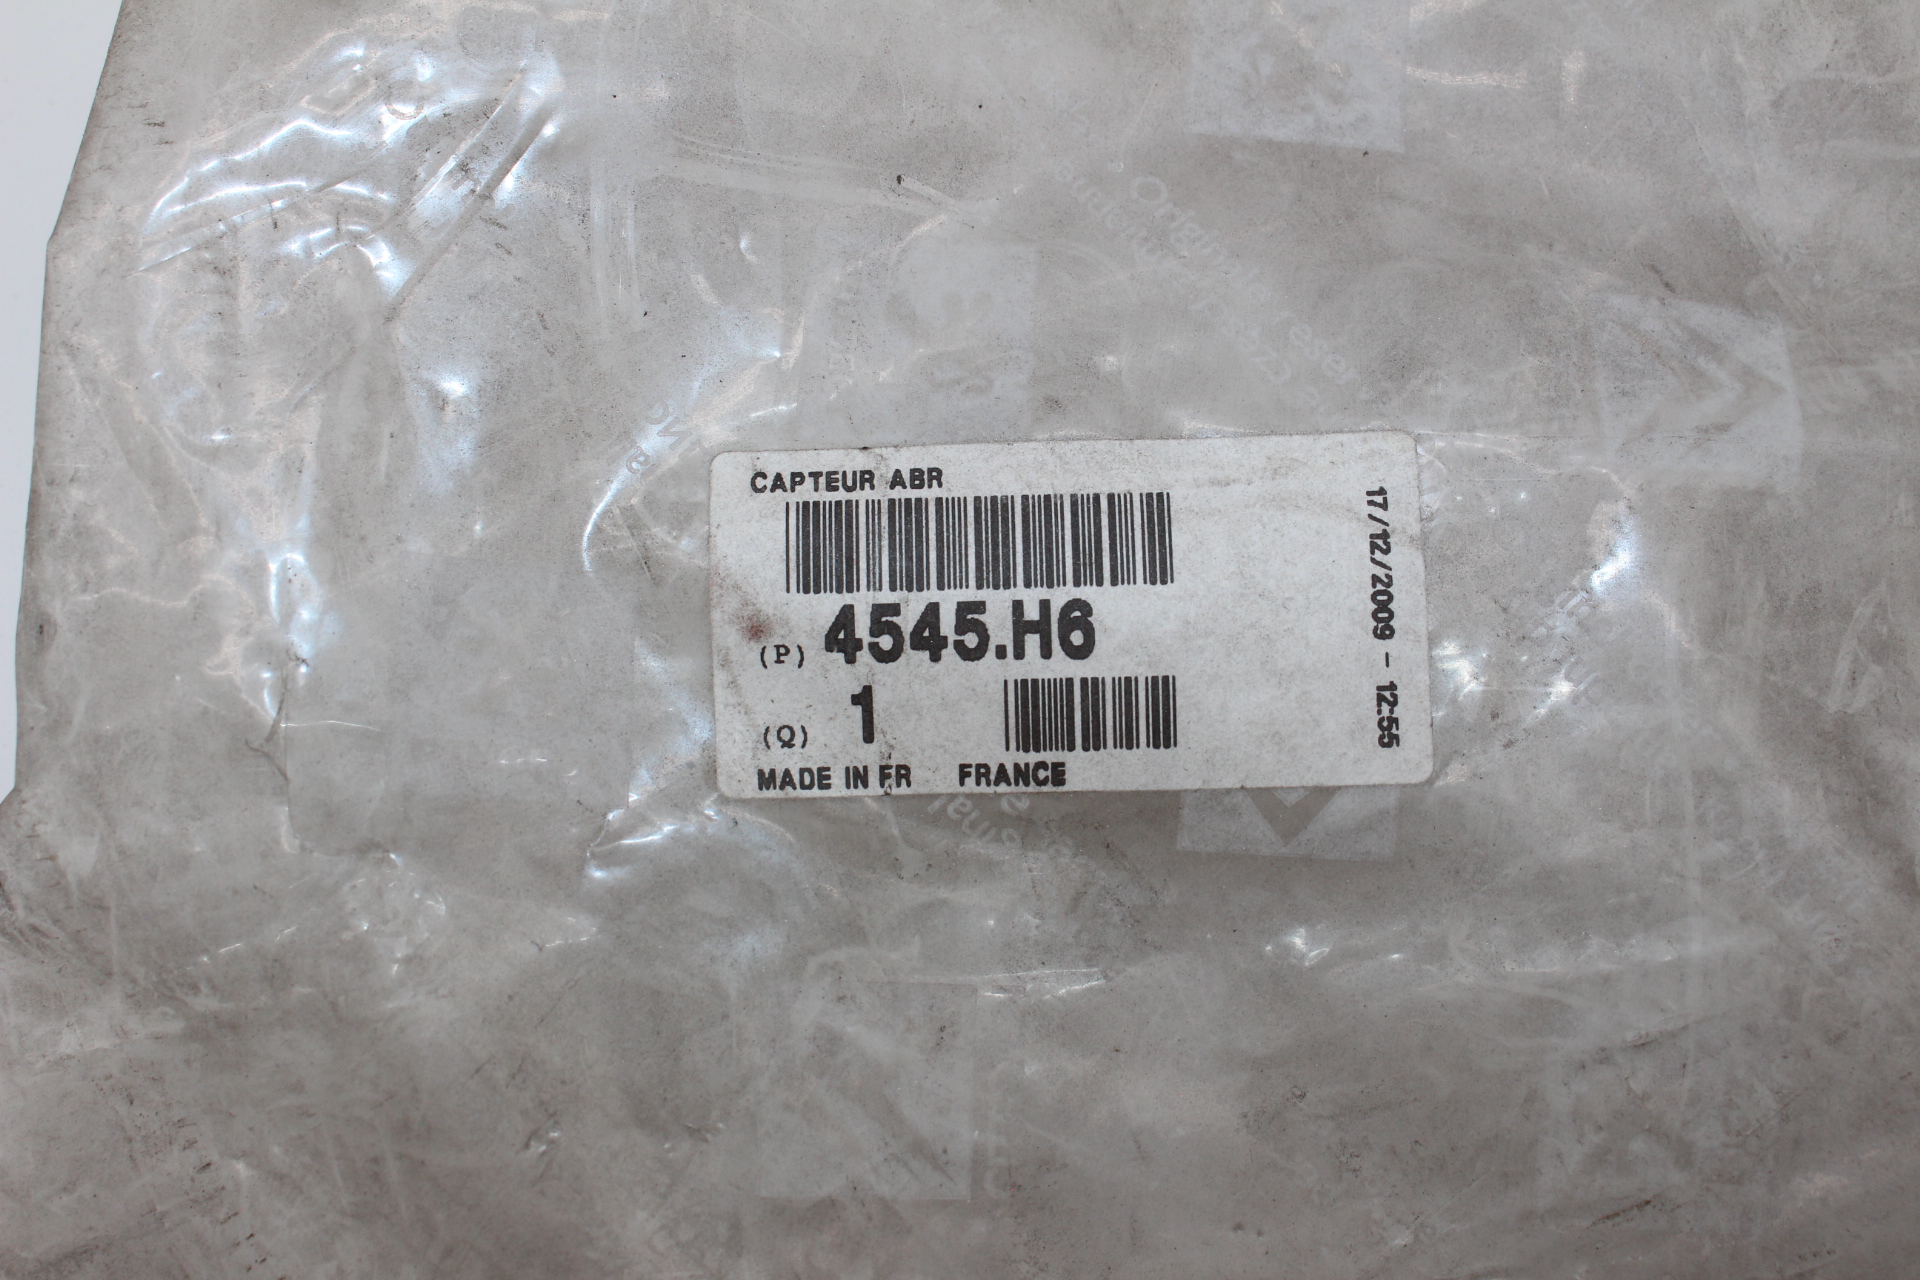 CAPTEUR ABR
(P) 4545.H6
(Q) 1
MADE IN FR FRANCE
17/12/2009 - 12:55